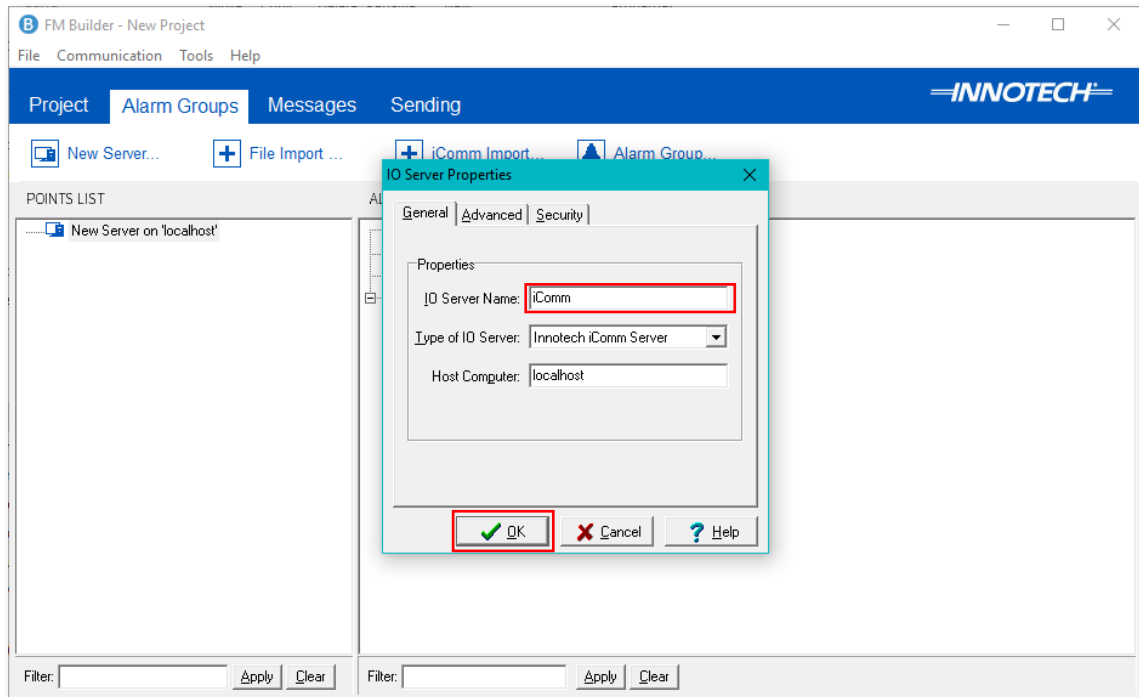 B FM Builder - New Project
File Communication Tools Help
Project Alarm Groups Messages Sending INNOTECH
New Server... File Import ... iComm Import... Alarm Group...
IO Server Properties
POINTS LIST
General Advanced Security
New Server on 'localhost'
Properties
IO Server Name: iComm
Type of IO Server: Innotech iComm Server
Host Computer: localhost
OK Cancel ? Help
Filter: Apply Clear Filter: Apply Clear